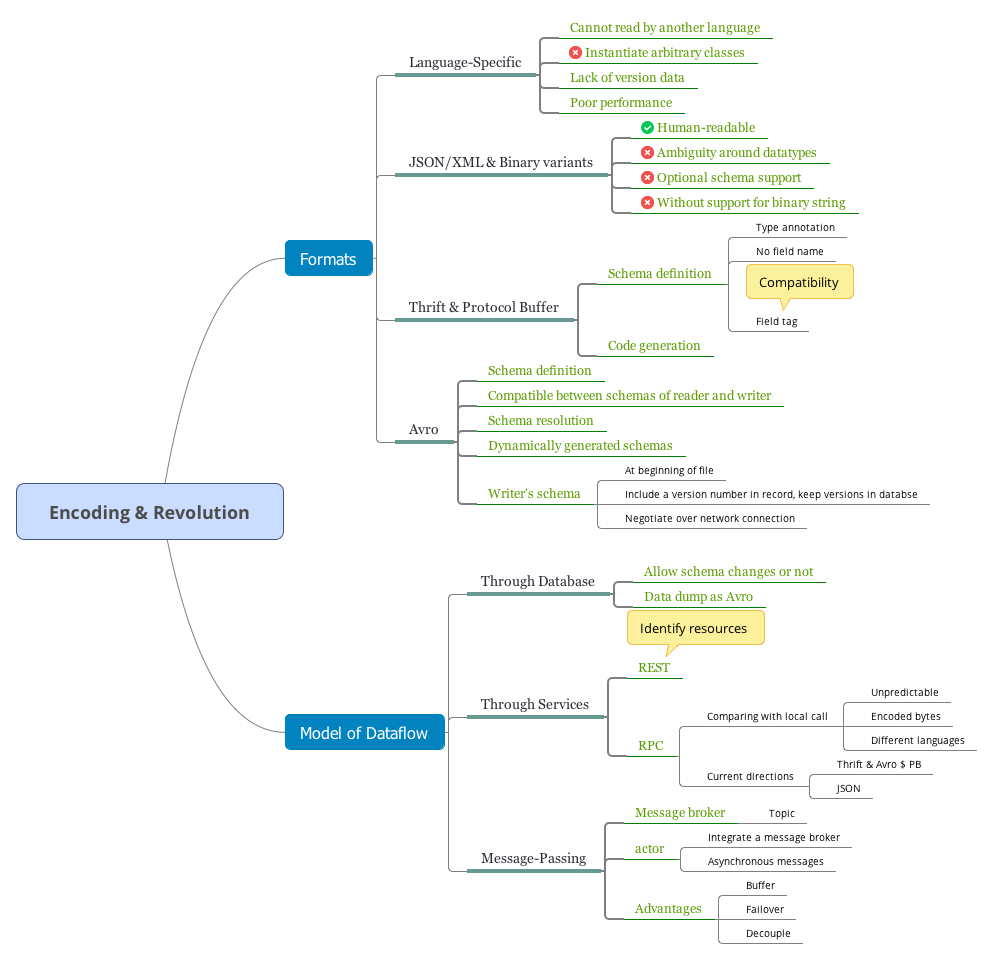 Encoding & Revolution
Formats
Language-Specific
Cannot read by another language
Instantiate arbitrary classes
Lack of version data
Poor performance
JSON/XML & Binary variants
Human-readable
Ambiguity around datatypes
Optional schema support
Without support for binary string
Thrift & Protocol Buffer
Schema definition
Type annotation
No field name
Compatibility
Field tag
Code generation
Avro
Schema definition
Compatible between schemas of reader and writer
Schema resolution
Dynamically generated schemas
Writer's schema
At beginning of file
Include a version number in record, keep versions in databse
Negotiate over network connection
Model of Dataflow
Through Database
Allow schema changes or not
Data dump as Avro
Through Services
Identify resources
REST
RPC
Comparing with local call
Unpredictable
Encoded bytes
Different languages
Current directions
Thrift & Avro $ PB
JSON
Message-Passing
Message broker
Topic
actor
Integrate a message broker
Asynchronous messages
Advantages
Buffer
Failover
Decouple